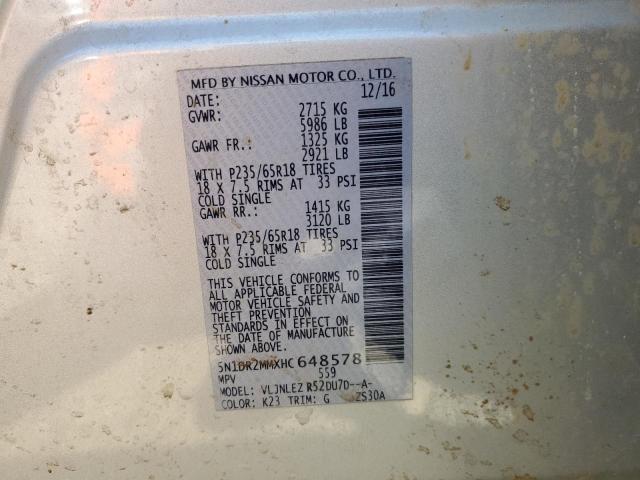 MFD BY NISSAN MOTOR CO., LTD.
DATE: 12/16
GVWR: 2715 KG
5986 LB
GAWR FR.: 1325 KG
2921 LB
WITH P235/65R18 TIRES
18 X 7.5 RIMS AT 33 PSI
COLD SINGLE
GAWR RR.: 1415 KG
3120 LB
WITH P235/65R18 TIRES
18 X 7.5 RIMS AT 33 PSI
COLD SINGLE
THIS VEHICLE CONFORMS TO
ALL APPLICABLE FEDERAL
MOTOR VEHICLE SAFETY AND
THEFT PREVENTION
STANDARDS IN EFFECT ON
THE DATE OF MANUFACTURE
SHOWN ABOVE.
5N1DR2MMXHC648578
MPV 559
MODEL: VLJNLEZ R52DU7D--A-
COLOR: K23 TRIM: G